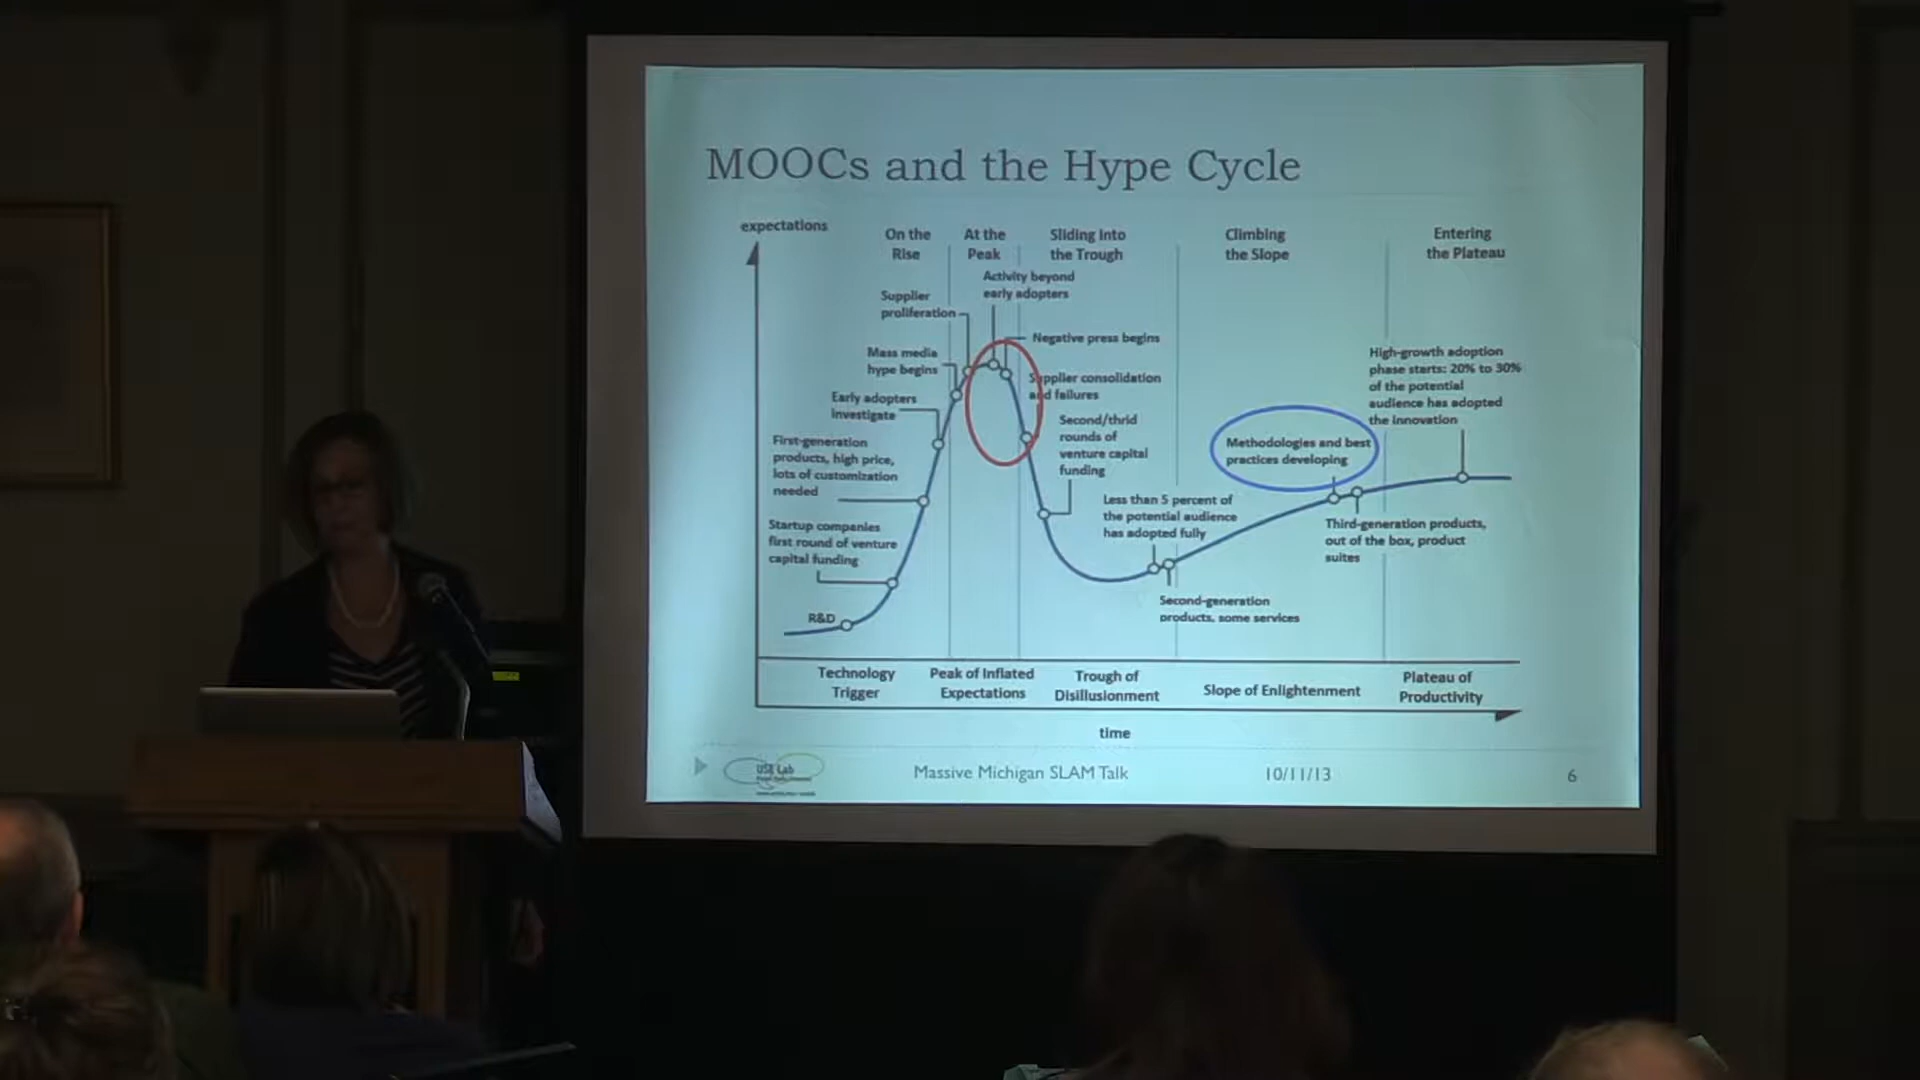 MOOCs and the Hype Cycle
expectations
On the
Rise
At the
Peak
Sliding Into
the Trough
Climbing
the Slope
Entering
the Plateau
Activity beyond
early adopters
Supplier
proliferation
Negative press begins
Mass media
hype begins
Supplier consolidation
and failures
High-growth adoption
phase starts: 20% to 30%
of the potential
audience has adopted
the innovation
Early adopters
investigate
Second/thrid
rounds of
venture capital
funding
First-generation
products, high price,
lots of customization
needed
Methodologies and best
practices developing
Less than 5 percent of
the potential audience
has adopted fully
Startup companies
first round of venture
capital funding
Third-generation products,
out of the box, product
suites
Second-generation
products, some services
R&D
Technology
Trigger
Peak of Inflated
Expectations
Trough of
Disillusionment
Slope of Enlightenment
Plateau of
Productivity
time
USE Lab
Massive Michigan SLAM Talk
10/11/13
6